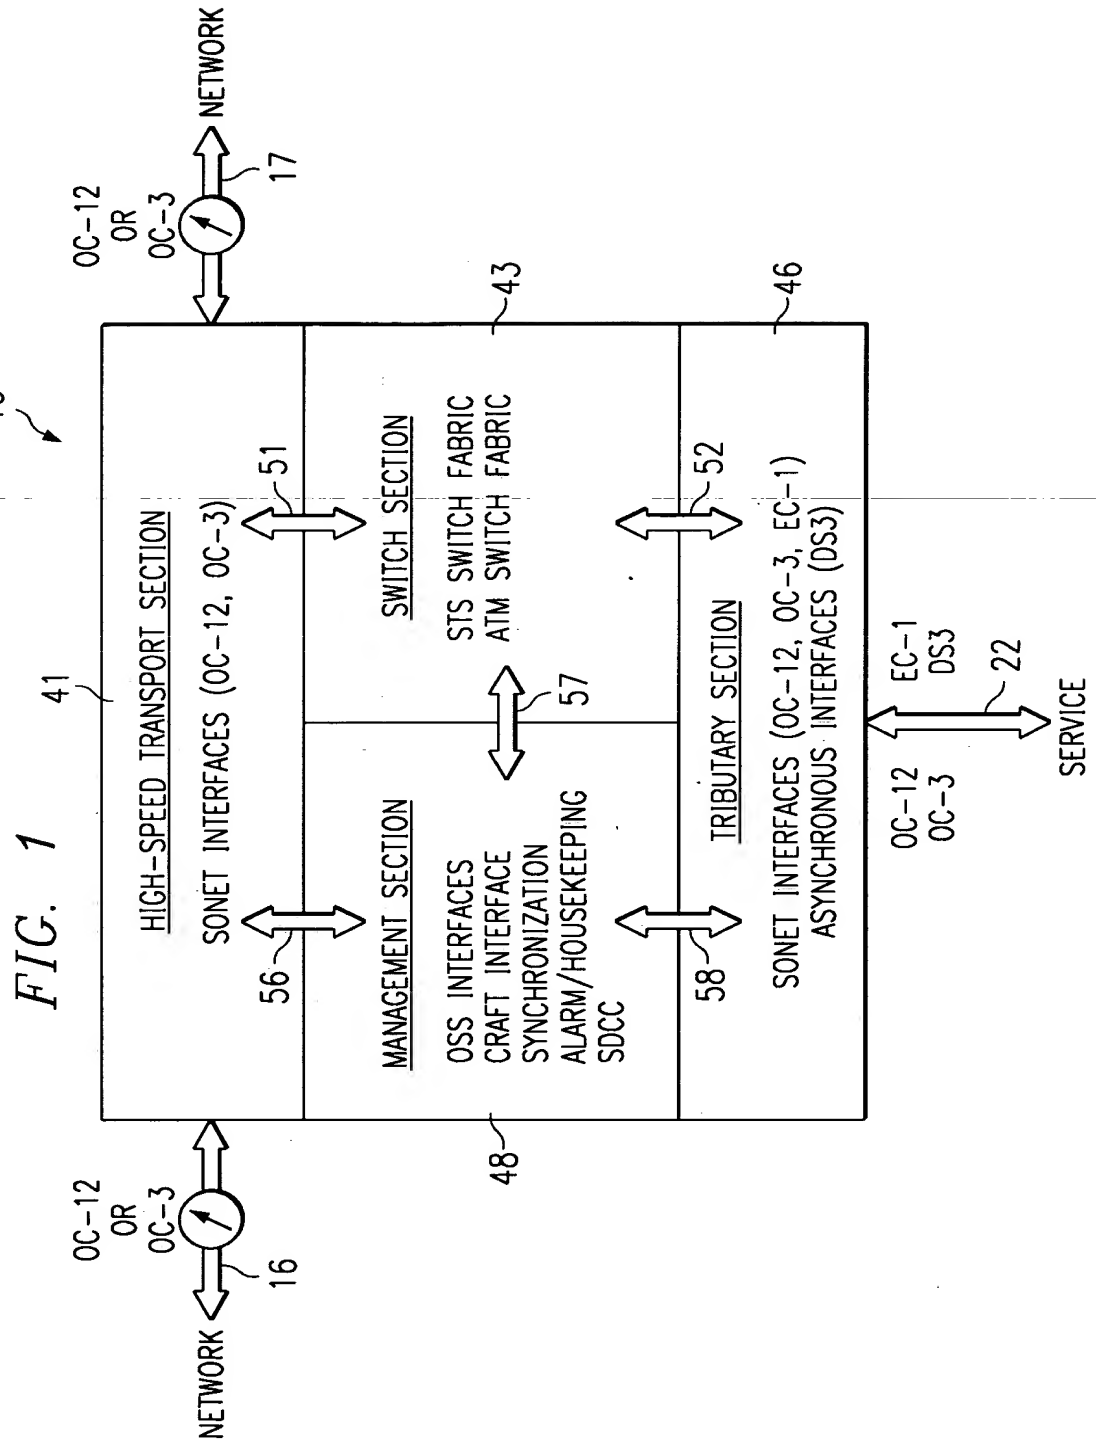 FIG. 1
41
HIGH-SPEED TRANSPORT SECTION
SONET INTERFACES (OC-12, OC-3)
OC-12
OR
OC-3
NETWORK
16
OC-12
OR
OC-3
NETWORK
17
56
51
MANAGEMENT SECTION
OSS INTERFACES
CRAFT INTERFACE
SYNCHRONIZATION
ALARM/HOUSEKEEPING
SDCC
48
57
SWITCH SECTION
STS SWITCH FABRIC
ATM SWITCH FABRIC
43
58
52
TRIBUTARY SECTION
SONET INTERFACES (OC-12, OC-3, EC-1)
ASYNCHRONOUS INTERFACES (DS3)
46
OC-12
OC-3
EC-1
DS3
22
SERVICE